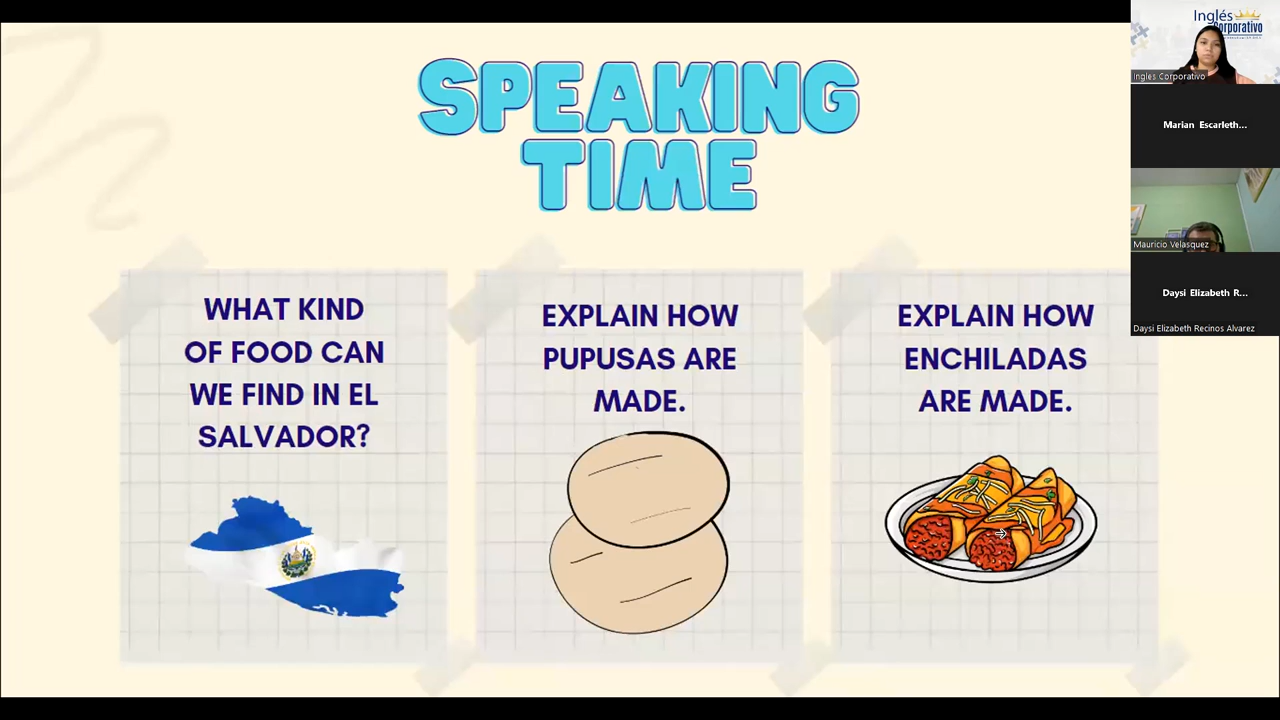 SPEAKING
TIME
WHAT KIND
OF FOOD CAN
WE FIND IN EL
SALVADOR?
EXPLAIN HOW
PUPUSAS ARE
MADE.
EXPLAIN HOW
ENCHILADAS
ARE MADE.
Inglés
Corporativo
Ingles Corporativo
Marian Escarleth...
Mauricio Velasquez
Daysi Elizabeth R...
Daysi Elizabeth Recinos Alvarez